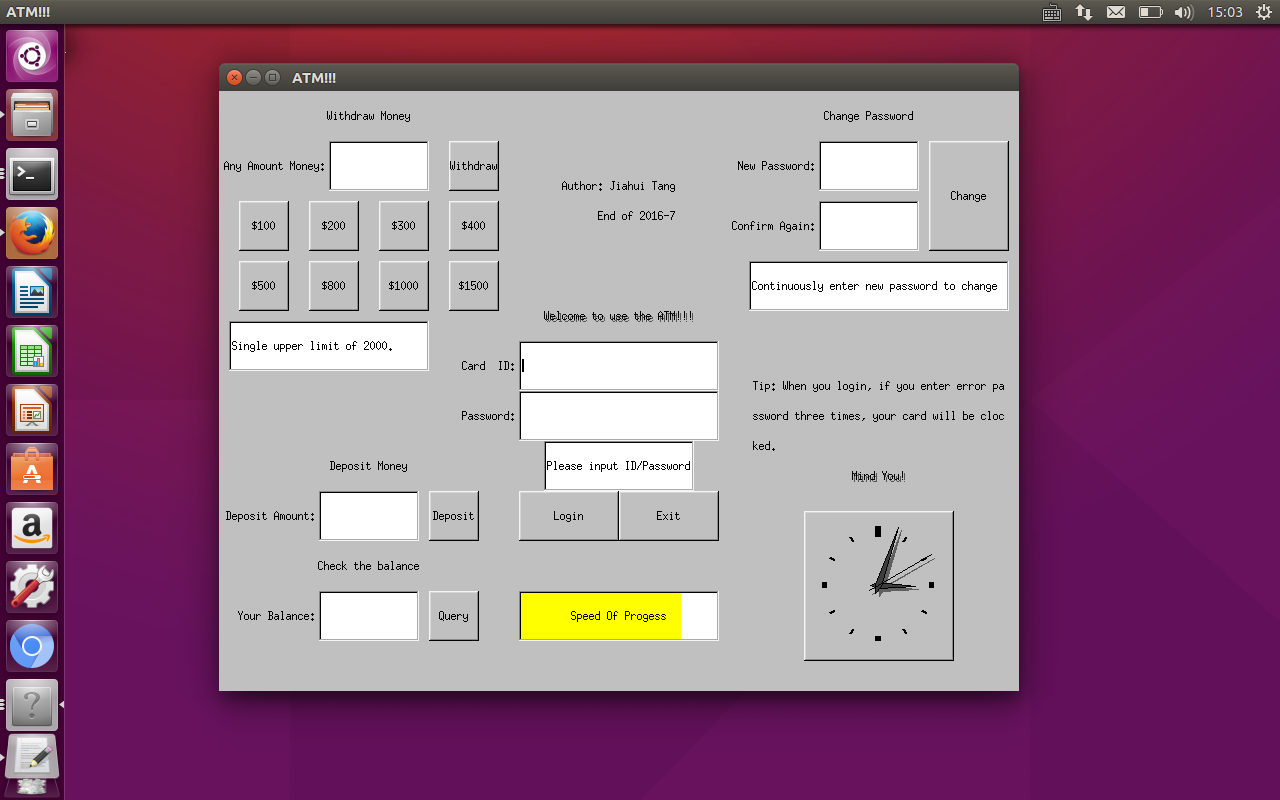 ATM!!!
15:03
ATM!!!
Withdraw Money
Any Amount Money:
Withdraw
$100
$200
$300
$400
$500
$800
$1000
$1500
Single upper limit of 2000.
Author: Jiahui Tang
End of 2016-7
Change Password
New Password:
Confirm Again:
Change
Continuously enter new password to change
Welcome to use the ATM!!!!
Card ID:
Password:
Please input ID/Password
Login
Exit
Tip: When you login, if you enter error pa
ssword three times, your card will be cloc
ked.
Mind You!
Deposit Money
Deposit Amount:
Deposit
Check the balance
Your Balance:
Query
Speed Of Progess